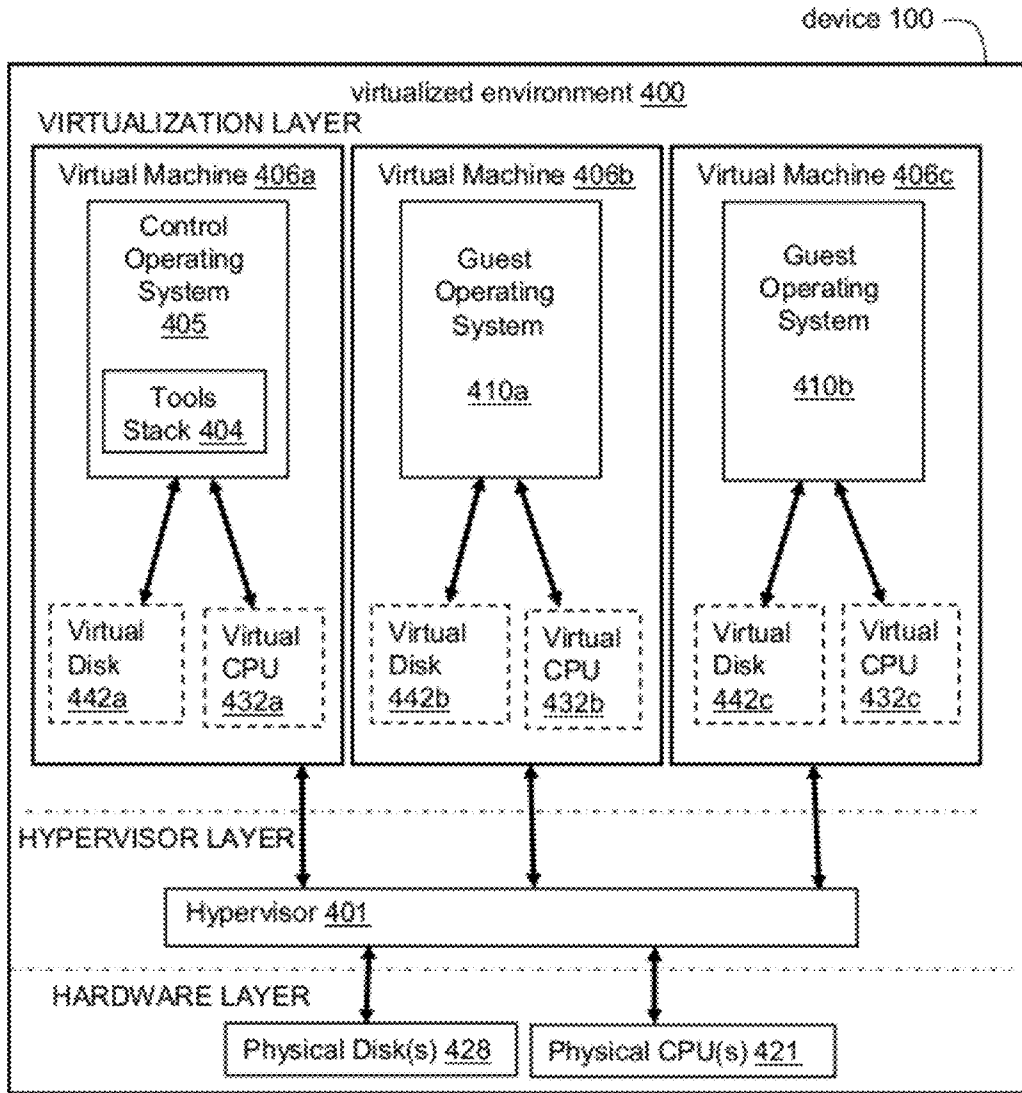 device 100
virtualized environment 400
VIRTUALIZATION LAYER
Virtual Machine 406a
Control
Operating
System
405
Tools
Stack 404
Virtual
Disk
442a
Virtual
CPU
432a
Virtual Machine 406b
Guest
Operating
System
410a
Virtual
Disk
442b
Virtual
CPU
432b
Virtual Machine 406c
Guest
Operating
System
410b
Virtual
Disk
442c
Virtual
CPU
432c
HYPERVISOR LAYER
Hypervisor 401
HARDWARE LAYER
Physical Disk(s) 428
Physical CPU(s) 421